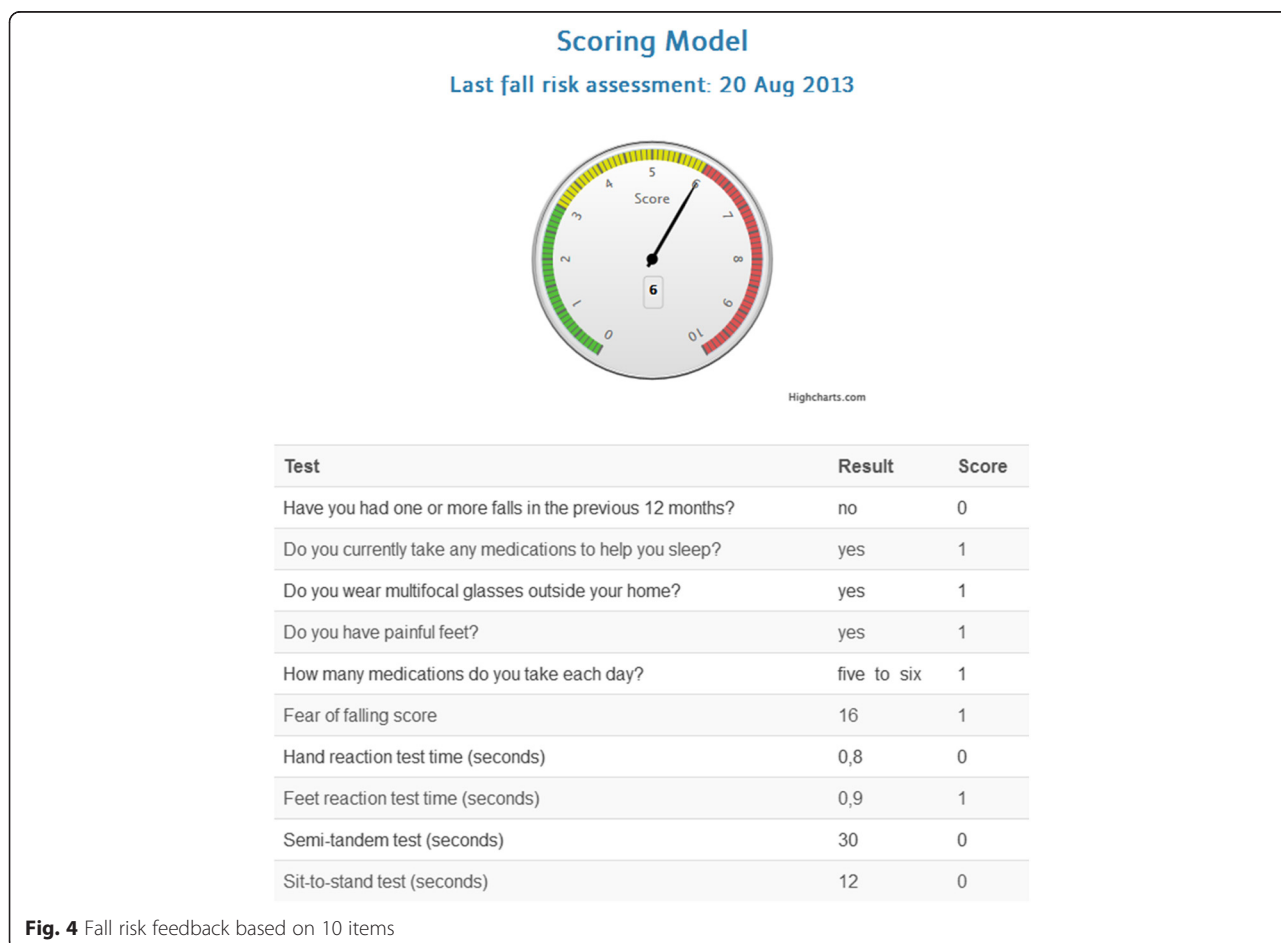 Scoring Model
Last fall risk assessment: 20 Aug 2013
0
1
2
3
4
5
6
7
8
9
10
Score
6
Highcharts.com
Test Result Score
Have you had one or more falls in the previous 12 months? no 0
Do you currently take any medications to help you sleep? yes 1
Do you wear multifocal glasses outside your home? yes 1
Do you have painful feet? yes 1
How many medications do you take each day? five to six 1
Fear of falling score 16 1
Hand reaction test time (seconds) 0,8 0
Feet reaction test time (seconds) 0,9 1
Semi-tandem test (seconds) 30 0
Sit-to-stand test (seconds) 12 0
Fig. 4 Fall risk feedback based on 10 items